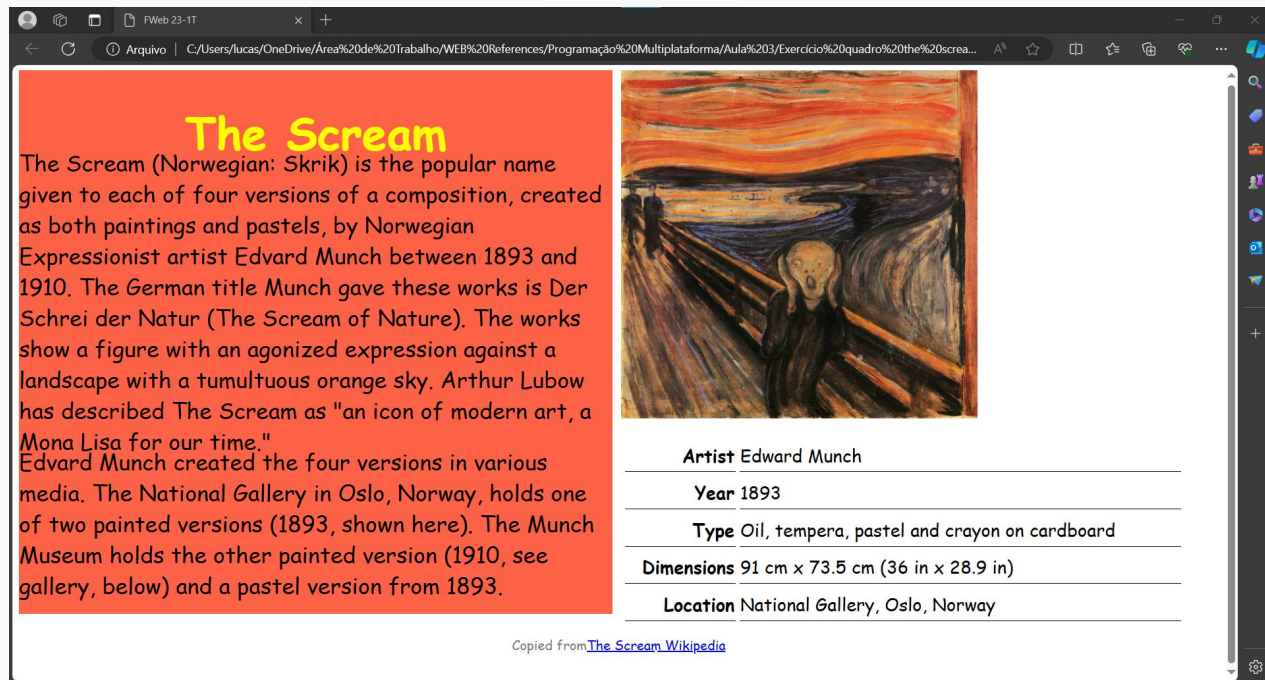 FWeb 23-1T
Arquivo | C:/Users/lucas/OneDrive/Área%20de%20Trabalho/WEB%20References/Programação%20Multiplataforma/Aula%203/Exercício%20quadro%20the%20screa...
The Scream
The Scream (Norwegian: Skrik) is the popular name
given to each of four versions of a composition, created
as both paintings and pastels, by Norwegian
Expressionist artist Edvard Munch between 1893 and
1910. The German title Munch gave these works is Der
Schrei der Natur (The Scream of Nature). The works
show a figure with an agonized expression against a
landscape with a tumultuous orange sky. Arthur Lubow
has described The Scream as "an icon of modern art, a
Mona Lisa for our time."
Edvard Munch created the four versions in various
media. The National Gallery in Oslo, Norway, holds one
of two painted versions (1893, shown here). The Munch
Museum holds the other painted version (1910, see
gallery, below) and a pastel version from 1893.
Artist Edward Munch
Year 1893
Type Oil, tempera, pastel and crayon on cardboard
Dimensions 91 cm x 73.5 cm (36 in x 28.9 in)
Location National Gallery, Oslo, Norway
Copied fromThe Scream Wikipedia